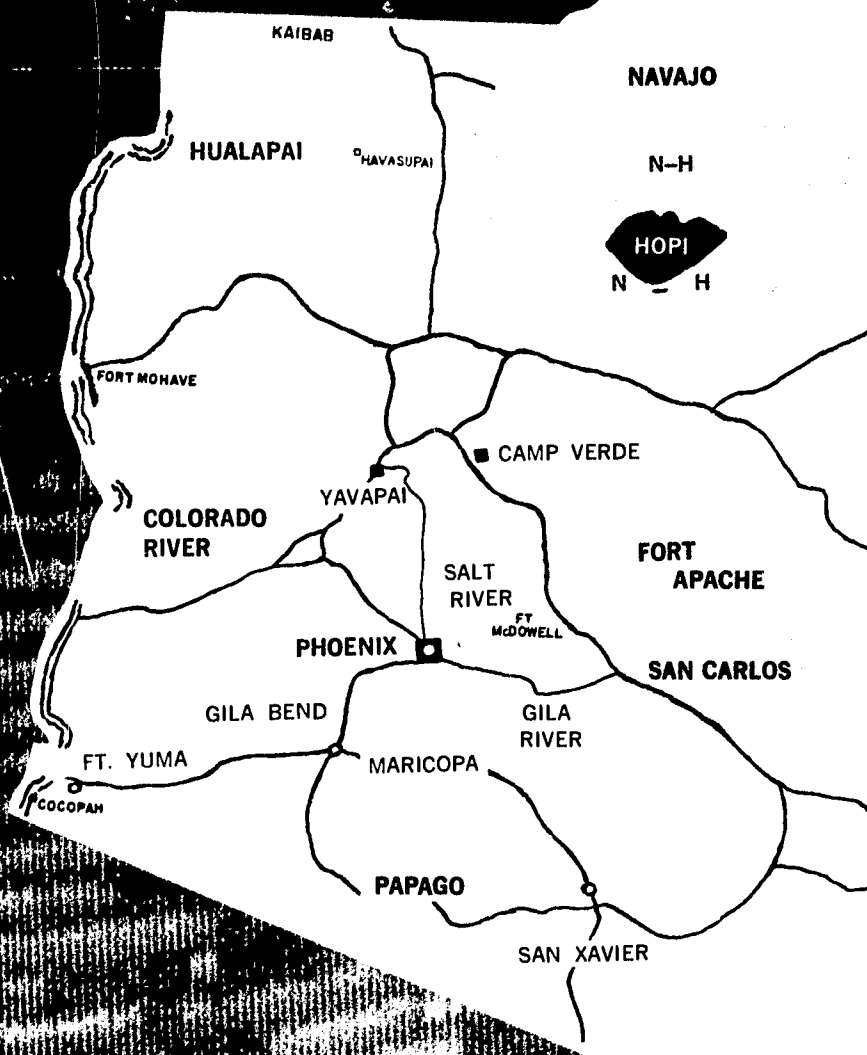 KAIBAB
NAVAJO
HUALAPAI
HAVASUPAI
N–H
HOPI
N – H
FORT MOHAVE
CAMP VERDE
YAVAPAI
COLORADO
RIVER
FORT
APACHE
SALT
RIVER
FT
McDOWELL
PHOENIX
SAN CARLOS
GILA BEND
GILA
RIVER
FT. YUMA
MARICOPA
COCOPAH
PAPAGO
SAN XAVIER